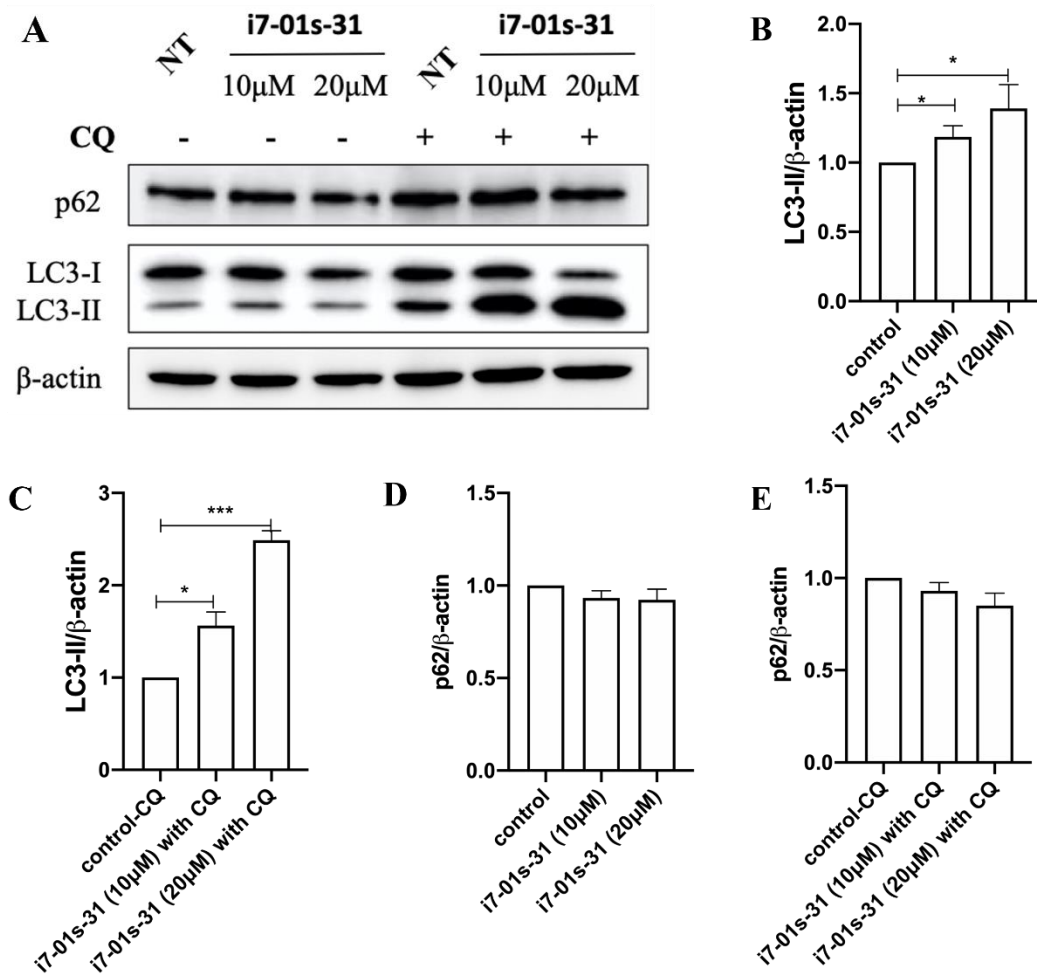 A
NT
i7-01s-31
10μM 20μM
NT
i7-01s-31
10μM 20μM
CQ - - - + + +
p62
LC3-I
LC3-II
β-actin
B
LC3-II/β-actin
2.0
1.5
1.0
0.5
0.0
*
*
control
i7-01s-31 (10μM)
i7-01s-31 (20μM)
C
LC3-II/β-actin
3
2
1
0
***
*
control-CQ
i7-01s-31 (10μM) with CQ
i7-01s-31 (20μM) with CQ
D
p62/β-actin
1.5
1.0
0.5
0.0
control
i7-01s-31 (10μM)
i7-01s-31 (20μM)
E
p62/β-actin
1.5
1.0
0.5
0.0
control-CQ
i7-01s-31 (10μM) with CQ
i7-01s-31 (20μM) with CQ